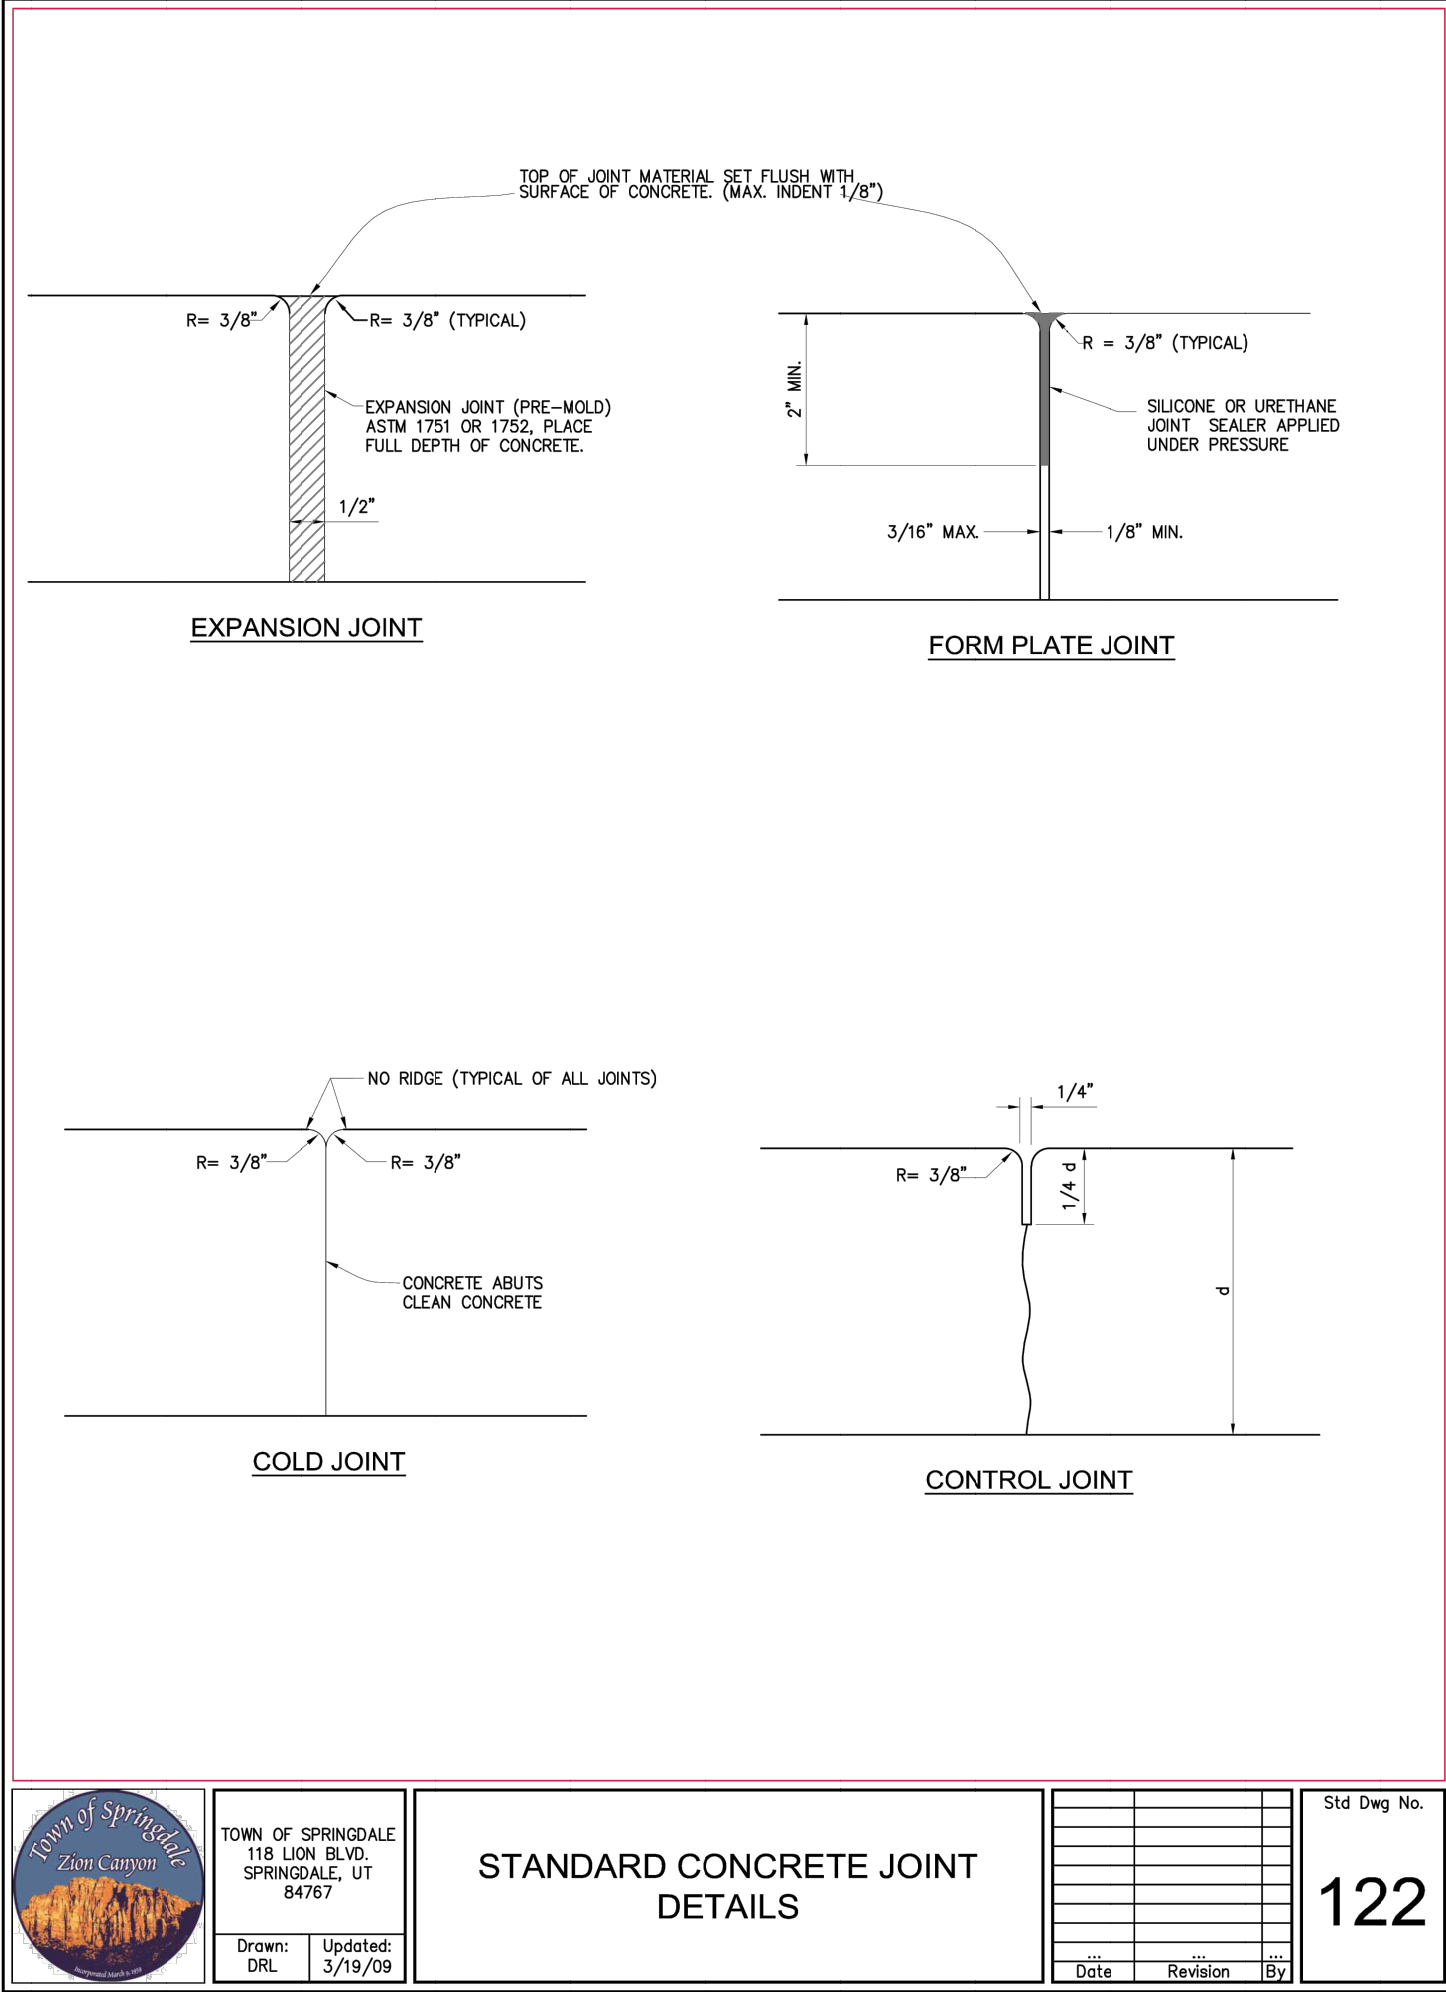 TOP OF JOINT MATERIAL SET FLUSH WITH
SURFACE OF CONCRETE. (MAX. INDENT 1/8")
R= 3/8"
R= 3/8" (TYPICAL)
EXPANSION JOINT (PRE-MOLD)
ASTM 1751 OR 1752, PLACE
FULL DEPTH OF CONCRETE.
1/2"
EXPANSION JOINT
2" MIN.
R = 3/8" (TYPICAL)
SILICONE OR URETHANE
JOINT SEALER APPLIED
UNDER PRESSURE
3/16" MAX.
1/8" MIN.
FORM PLATE JOINT
NO RIDGE (TYPICAL OF ALL JOINTS)
R= 3/8"
R= 3/8"
CONCRETE ABUTS
CLEAN CONCRETE
COLD JOINT
1/4"
R= 3/8"
1/4 d
d
CONTROL JOINT
Town of Springdale
Zion Canyon
Incorporated March 9, 1959
TOWN OF SPRINGDALE
118 LION BLVD.
SPRINGDALE, UT
84767
Drawn:
DRL
Updated:
3/19/09
STANDARD CONCRETE JOINT
DETAILS
... ... ...
Date Revision By
Std Dwg No.
122